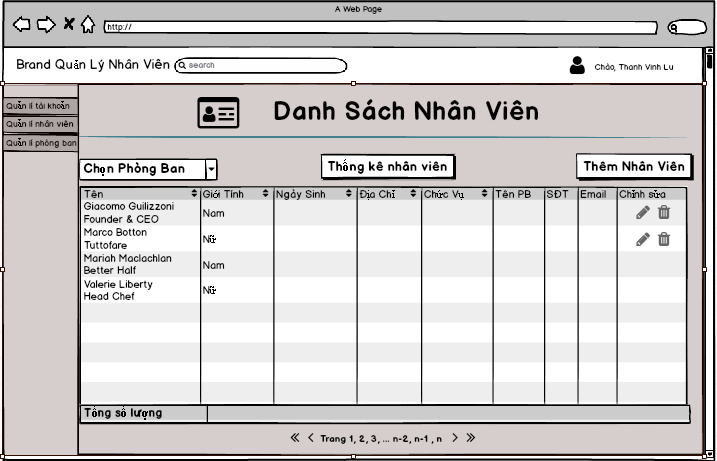 A Web Page
http://
Brand Quản Lý Nhân Viên
search
Chào, Thanh Vinh Lu
Quản lí tài khoản
Quản lí nhân viên
Quản lí phòng ban
Danh Sách Nhân Viên
Chọn Phòng Ban
Thống kê nhân viên
Thêm Nhân Viên
Tên Giới Tính Ngày Sinh Địa Chỉ Chức Vụ Tên PB SĐT Email Chỉnh sửa
Giacomo Guilizzoni
Founder & CEO
Nam
Marco Botton
Tuttofare
Nữ
Mariah Maclachlan
Better Half
Nam
Valerie Liberty
Head Chef
Nữ
Tổng số lượng
Trang 1, 2, 3, ... n-2, n-1 , n